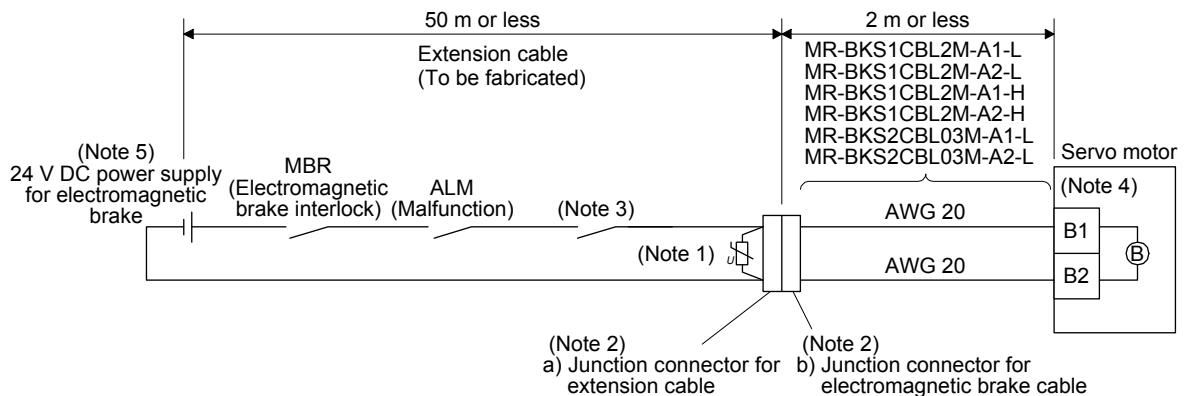 50 m or less
2 m or less
Extension cable
(To be fabricated)
MR-BKS1CBL2M-A1-L
MR-BKS1CBL2M-A2-L
MR-BKS1CBL2M-A1-H
MR-BKS1CBL2M-A2-H
MR-BKS2CBL03M-A1-L
MR-BKS2CBL03M-A2-L
(Note 5)
24 V DC power supply
for electromagnetic
brake
MBR
(Electromagnetic
brake interlock)
ALM
(Malfunction)
(Note 3)
(Note 1)
U
Servo motor
(Note 4)
AWG 20
AWG 20
B1
B2
B
(Note 2)
a) Junction connector for
extension cable
(Note 2)
b) Junction connector for
electromagnetic brake cable